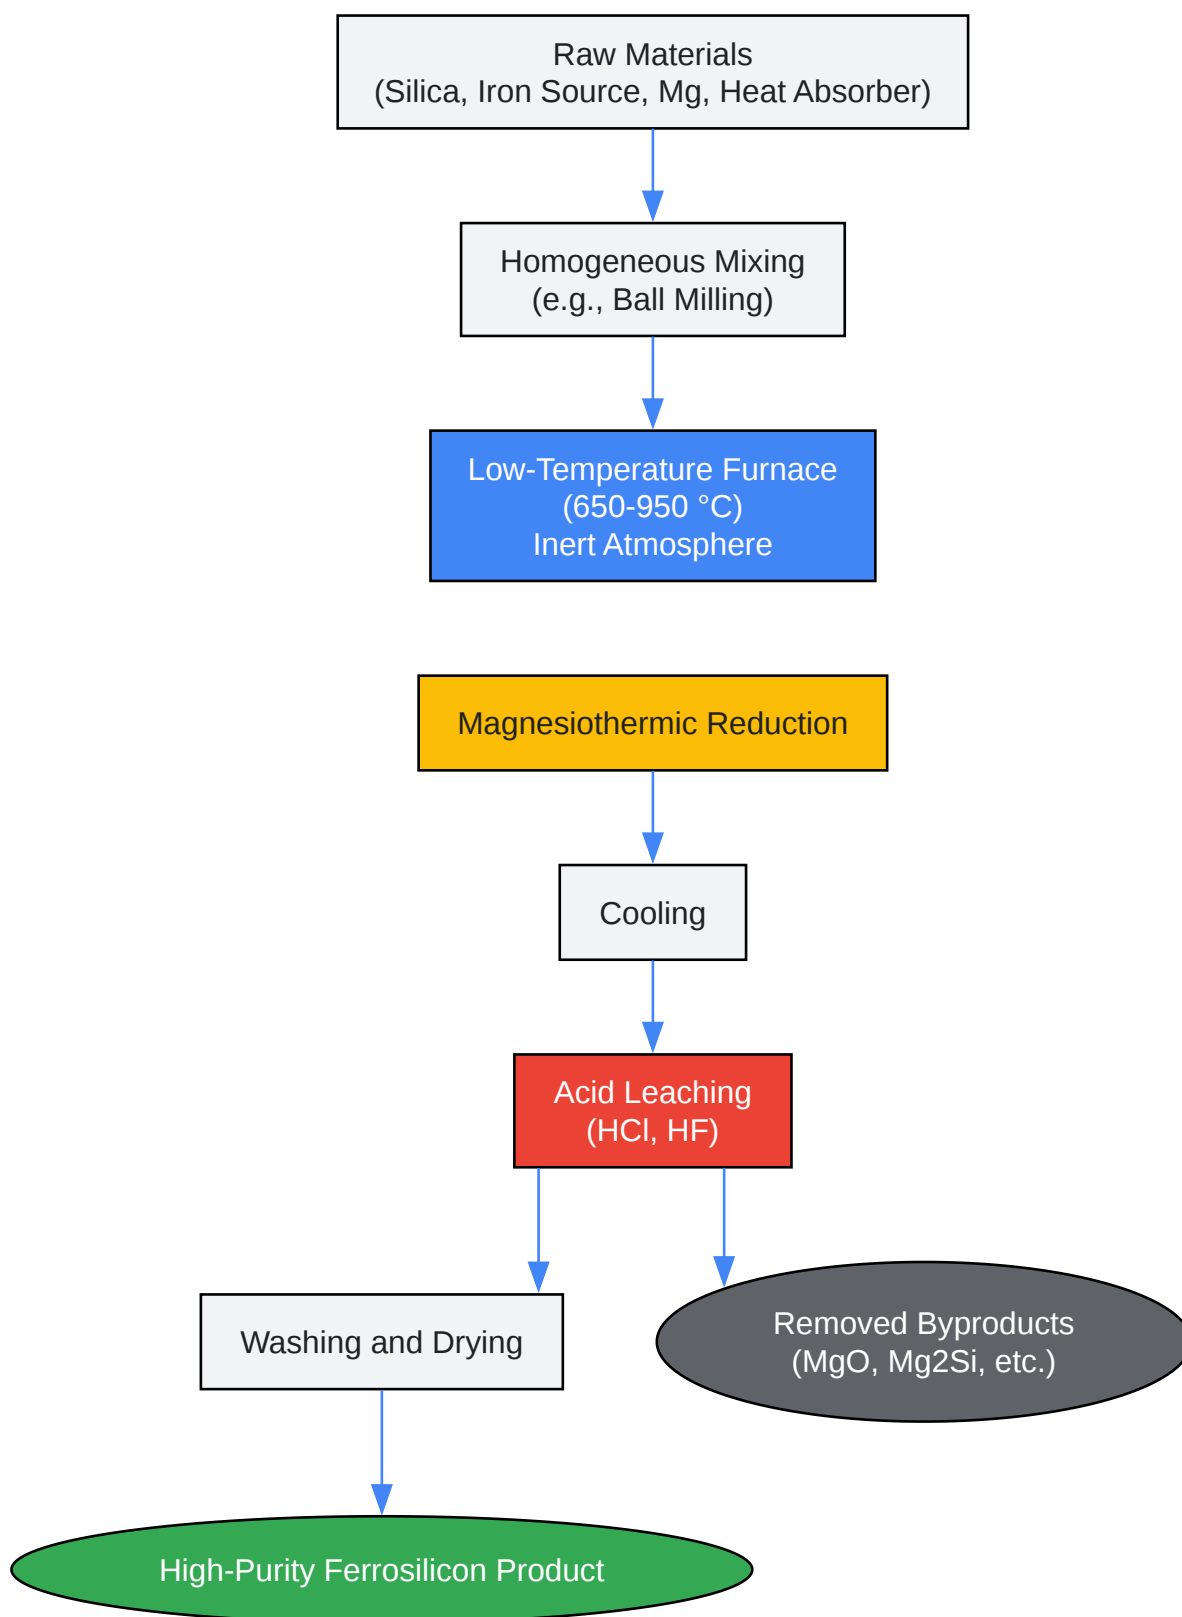 Raw Materials
(Silica, Iron Source, Mg, Heat Absorber)
Homogeneous Mixing
(e.g., Ball Milling)
Low-Temperature Furnace
(650-950 °C)
Inert Atmosphere
Magnesiothermic Reduction
Cooling
Acid Leaching
(HCl, HF)
Washing and Drying
Removed Byproducts
(MgO, Mg2Si, etc.)
High-Purity Ferrosilicon Product